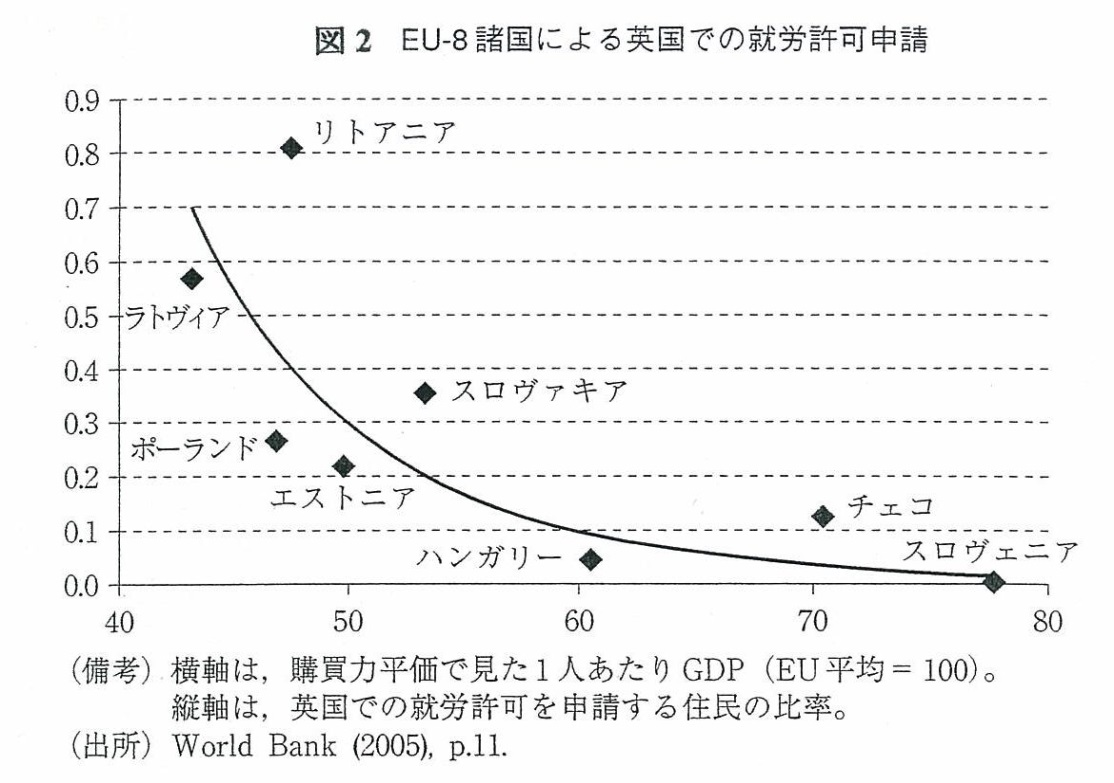 図2 EU-8諸国による英国での就労許可申請
0.9
リトアニア
0.8
0.7
0.6
ラトヴィア
0.5
0.4
スロヴァキア
0.3
ポーランド
0.2
エストニア
チェコ
0.1
ハンガリー
スロヴェニア
0.0
40 50 60 70 80
(備考) 横軸は,購買力平価で見た1人あたりGDP (EU平均=100)。
縦軸は,英国での就労許可を申請する住民の比率。
(出所) World Bank (2005), p.11.